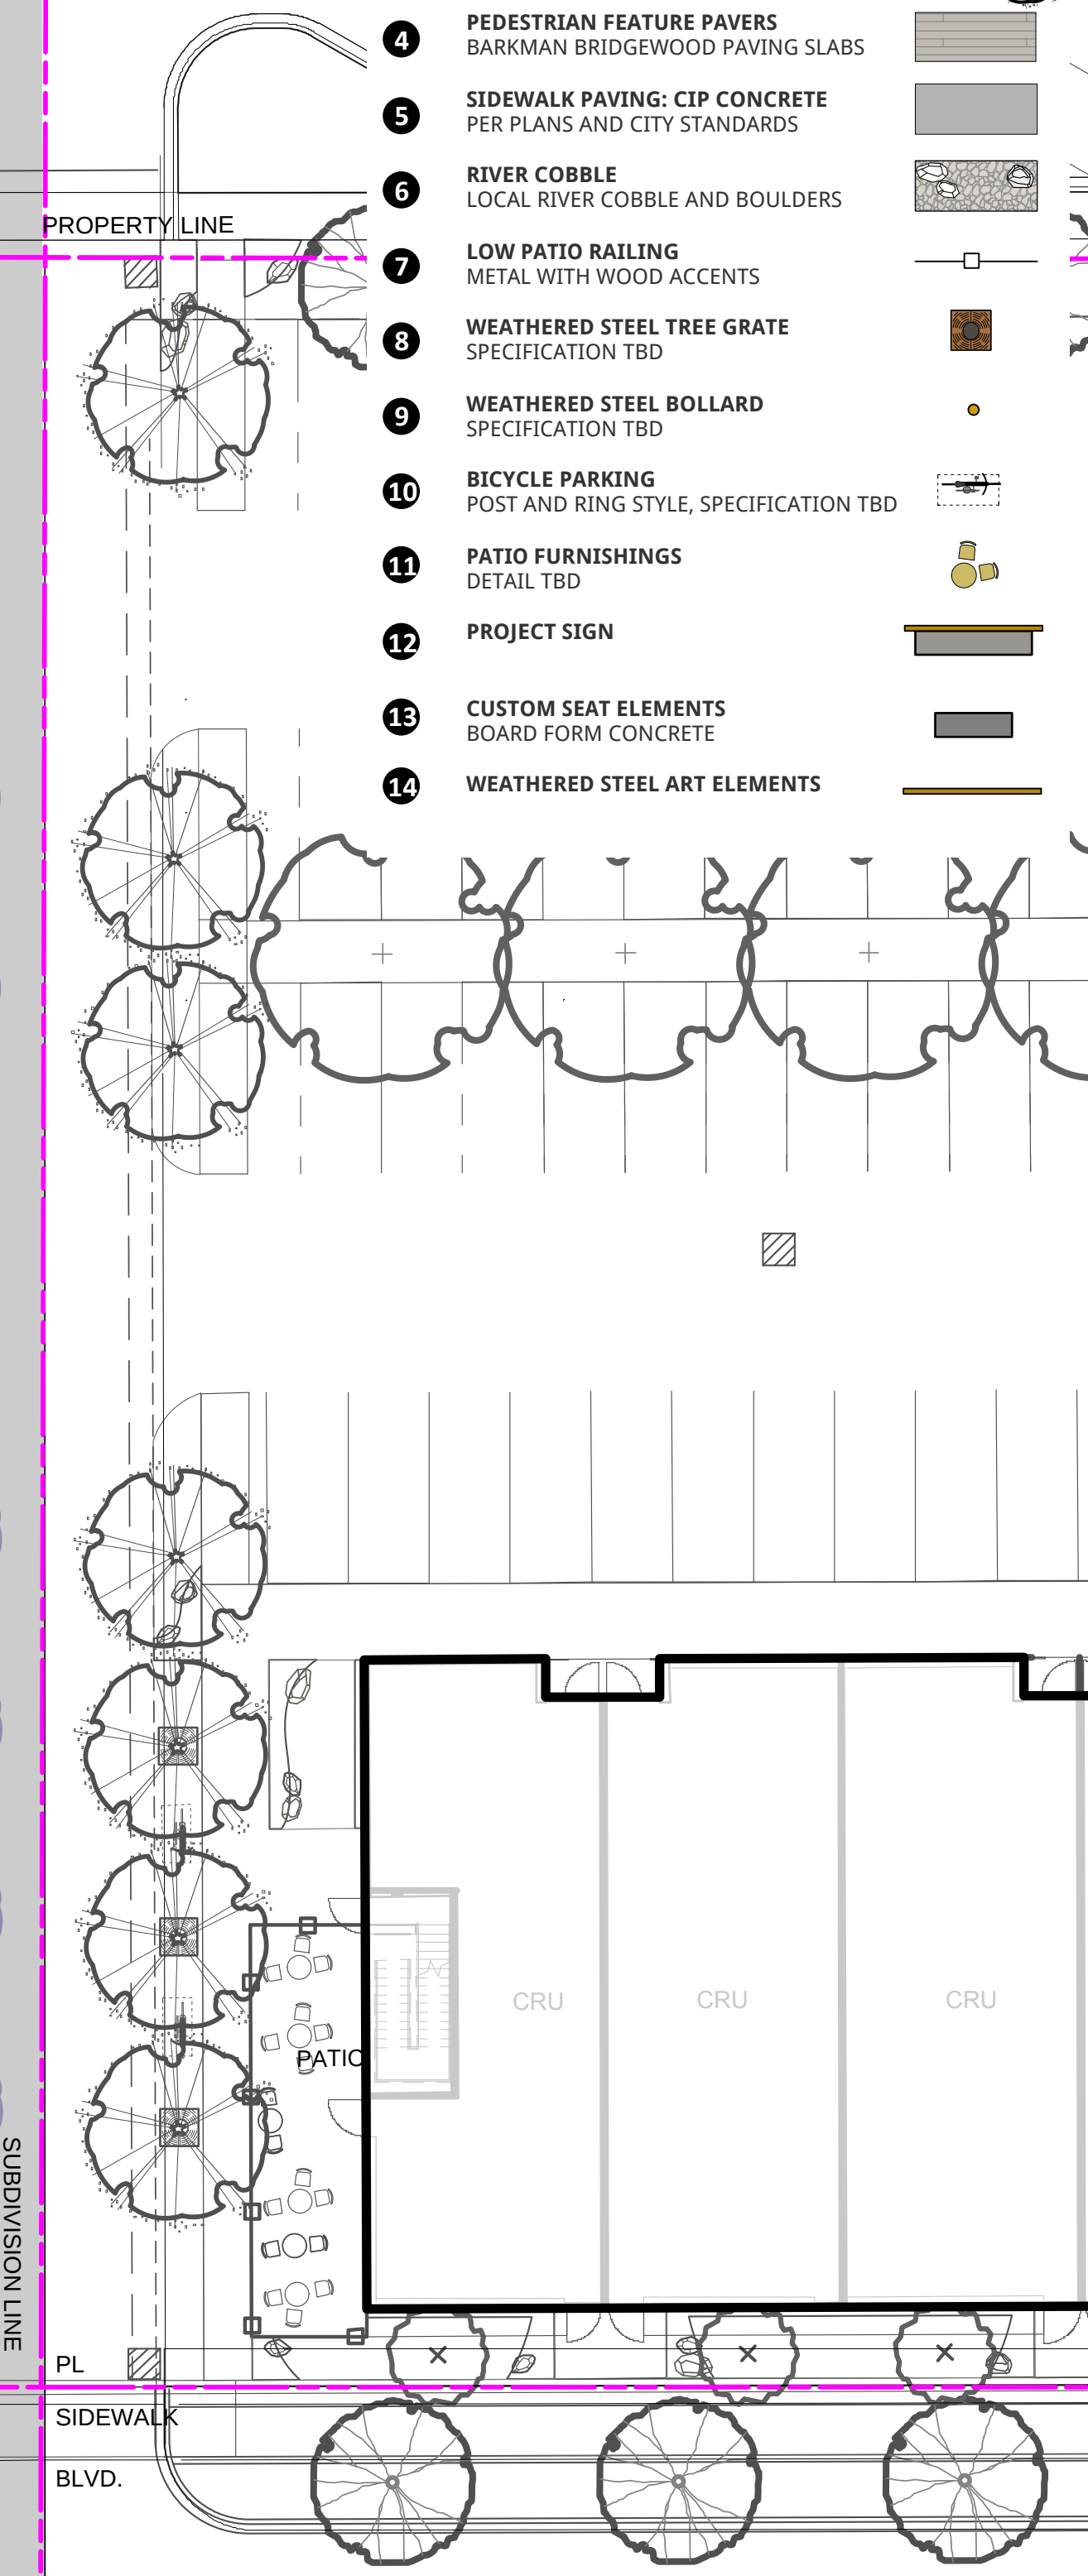 4
PEDESTRIAN FEATURE PAVERS
BARKMAN BRIDGEWOOD PAVING SLABS
5
SIDEWALK PAVING: CIP CONCRETE
PER PLANS AND CITY STANDARDS
6
RIVER COBBLE
LOCAL RIVER COBBLE AND BOULDERS
PROPERTY LINE
7
LOW PATIO RAILING
METAL WITH WOOD ACCENTS
8
WEATHERED STEEL TREE GRATE
SPECIFICATION TBD
9
WEATHERED STEEL BOLLARD
SPECIFICATION TBD
10
BICYCLE PARKING
POST AND RING STYLE, SPECIFICATION TBD
11
PATIO FURNISHINGS
DETAIL TBD
12
PROJECT SIGN
13
CUSTOM SEAT ELEMENTS
BOARD FORM CONCRETE
14
WEATHERED STEEL ART ELEMENTS
CRU
CRU
CRU
PATIO
SUBDIVISION LINE
PL
SIDEWALK
BLVD.